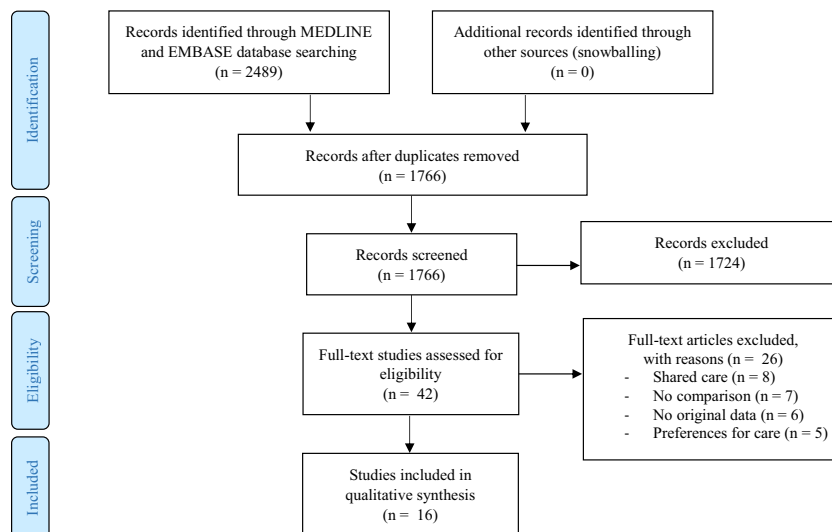 Identification
Records identified through MEDLINE
and EMBASE database searching
(n = 2489)
Additional records identified through
other sources (snowballing)
(n = 0)
Records after duplicates removed
(n = 1766)
Screening
Records screened
(n = 1766)
Records excluded
(n = 1724)
Eligibility
Full-text studies assessed for
eligibility
(n = 42)
Full-text articles excluded,
with reasons (n = 26)
- Shared care (n = 8)
- No comparison (n = 7)
- No original data (n = 6)
- Preferences for care (n = 5)
Included
Studies included in
qualitative synthesis
(n = 16)